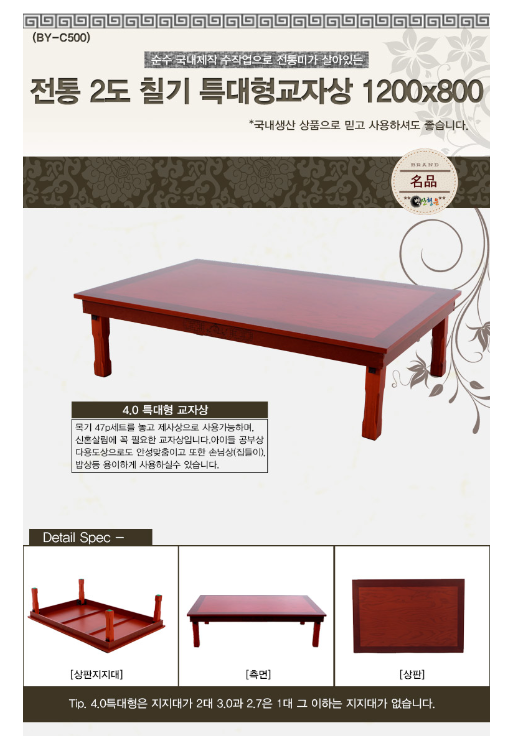 (BY-C500)
순수 국내제작 수작업으로 전통미가 살아있는
전통 2도 칠기 특대형교자상 1200x800
*국내생산 상품으로 믿고 사용하셔도 좋습니다.
BRAND
名品
4.0 특대형 교자상
목기 47p세트를 놓고 제사상으로 사용가능하며,
신혼살림에 꼭 필요한 교자상입니다.아이들 공부상
다용도상으로도 안성맞춤이고 또한 손님상(집들이),
밥상등 용이하게 사용하실수 있습니다.
Detail Spec -
[상판지지대] [측면] [상판]
Tip. 4.0특대형은 지지대가 2대 3.0과 2.7은 1대 그 이하는 지지대가 없습니다.